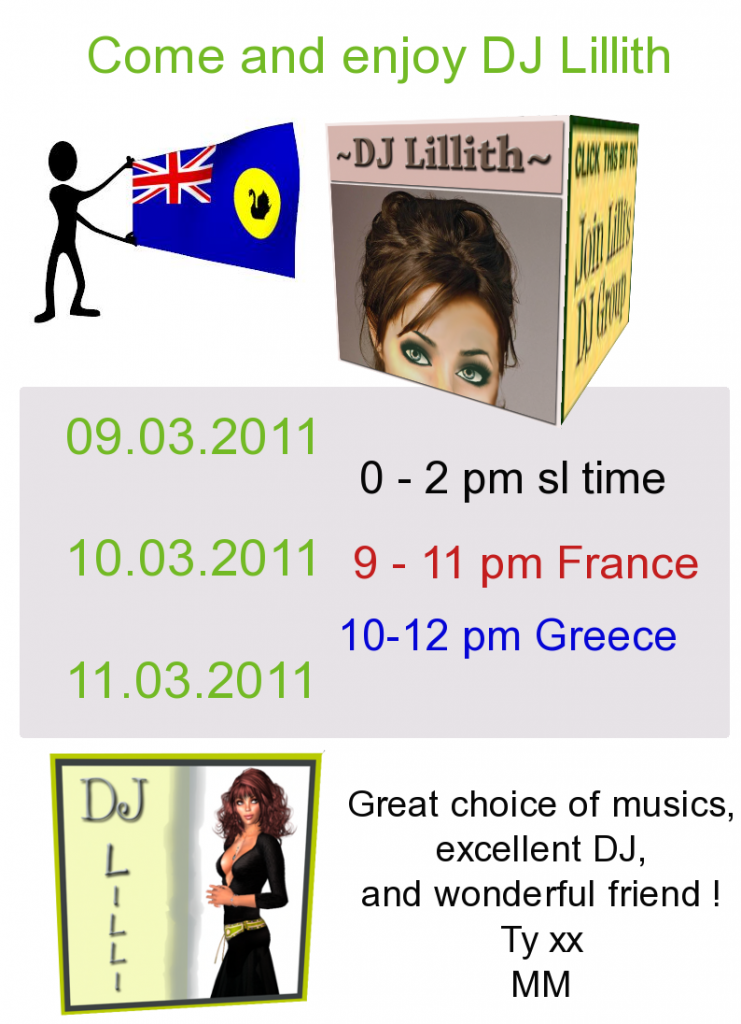 Come and enjoy DJ Lillith
~DJ Lillith~
CLICK THIS BIT TO
Join Lilli's
DJ Group
09.03.2011
0 - 2 pm sl time
10.03.2011
9 - 11 pm France
10-12 pm Greece
11.03.2011
DJ
LILLI
Great choice of musics,
excellent DJ,
and wonderful friend !
Ty xx
MM